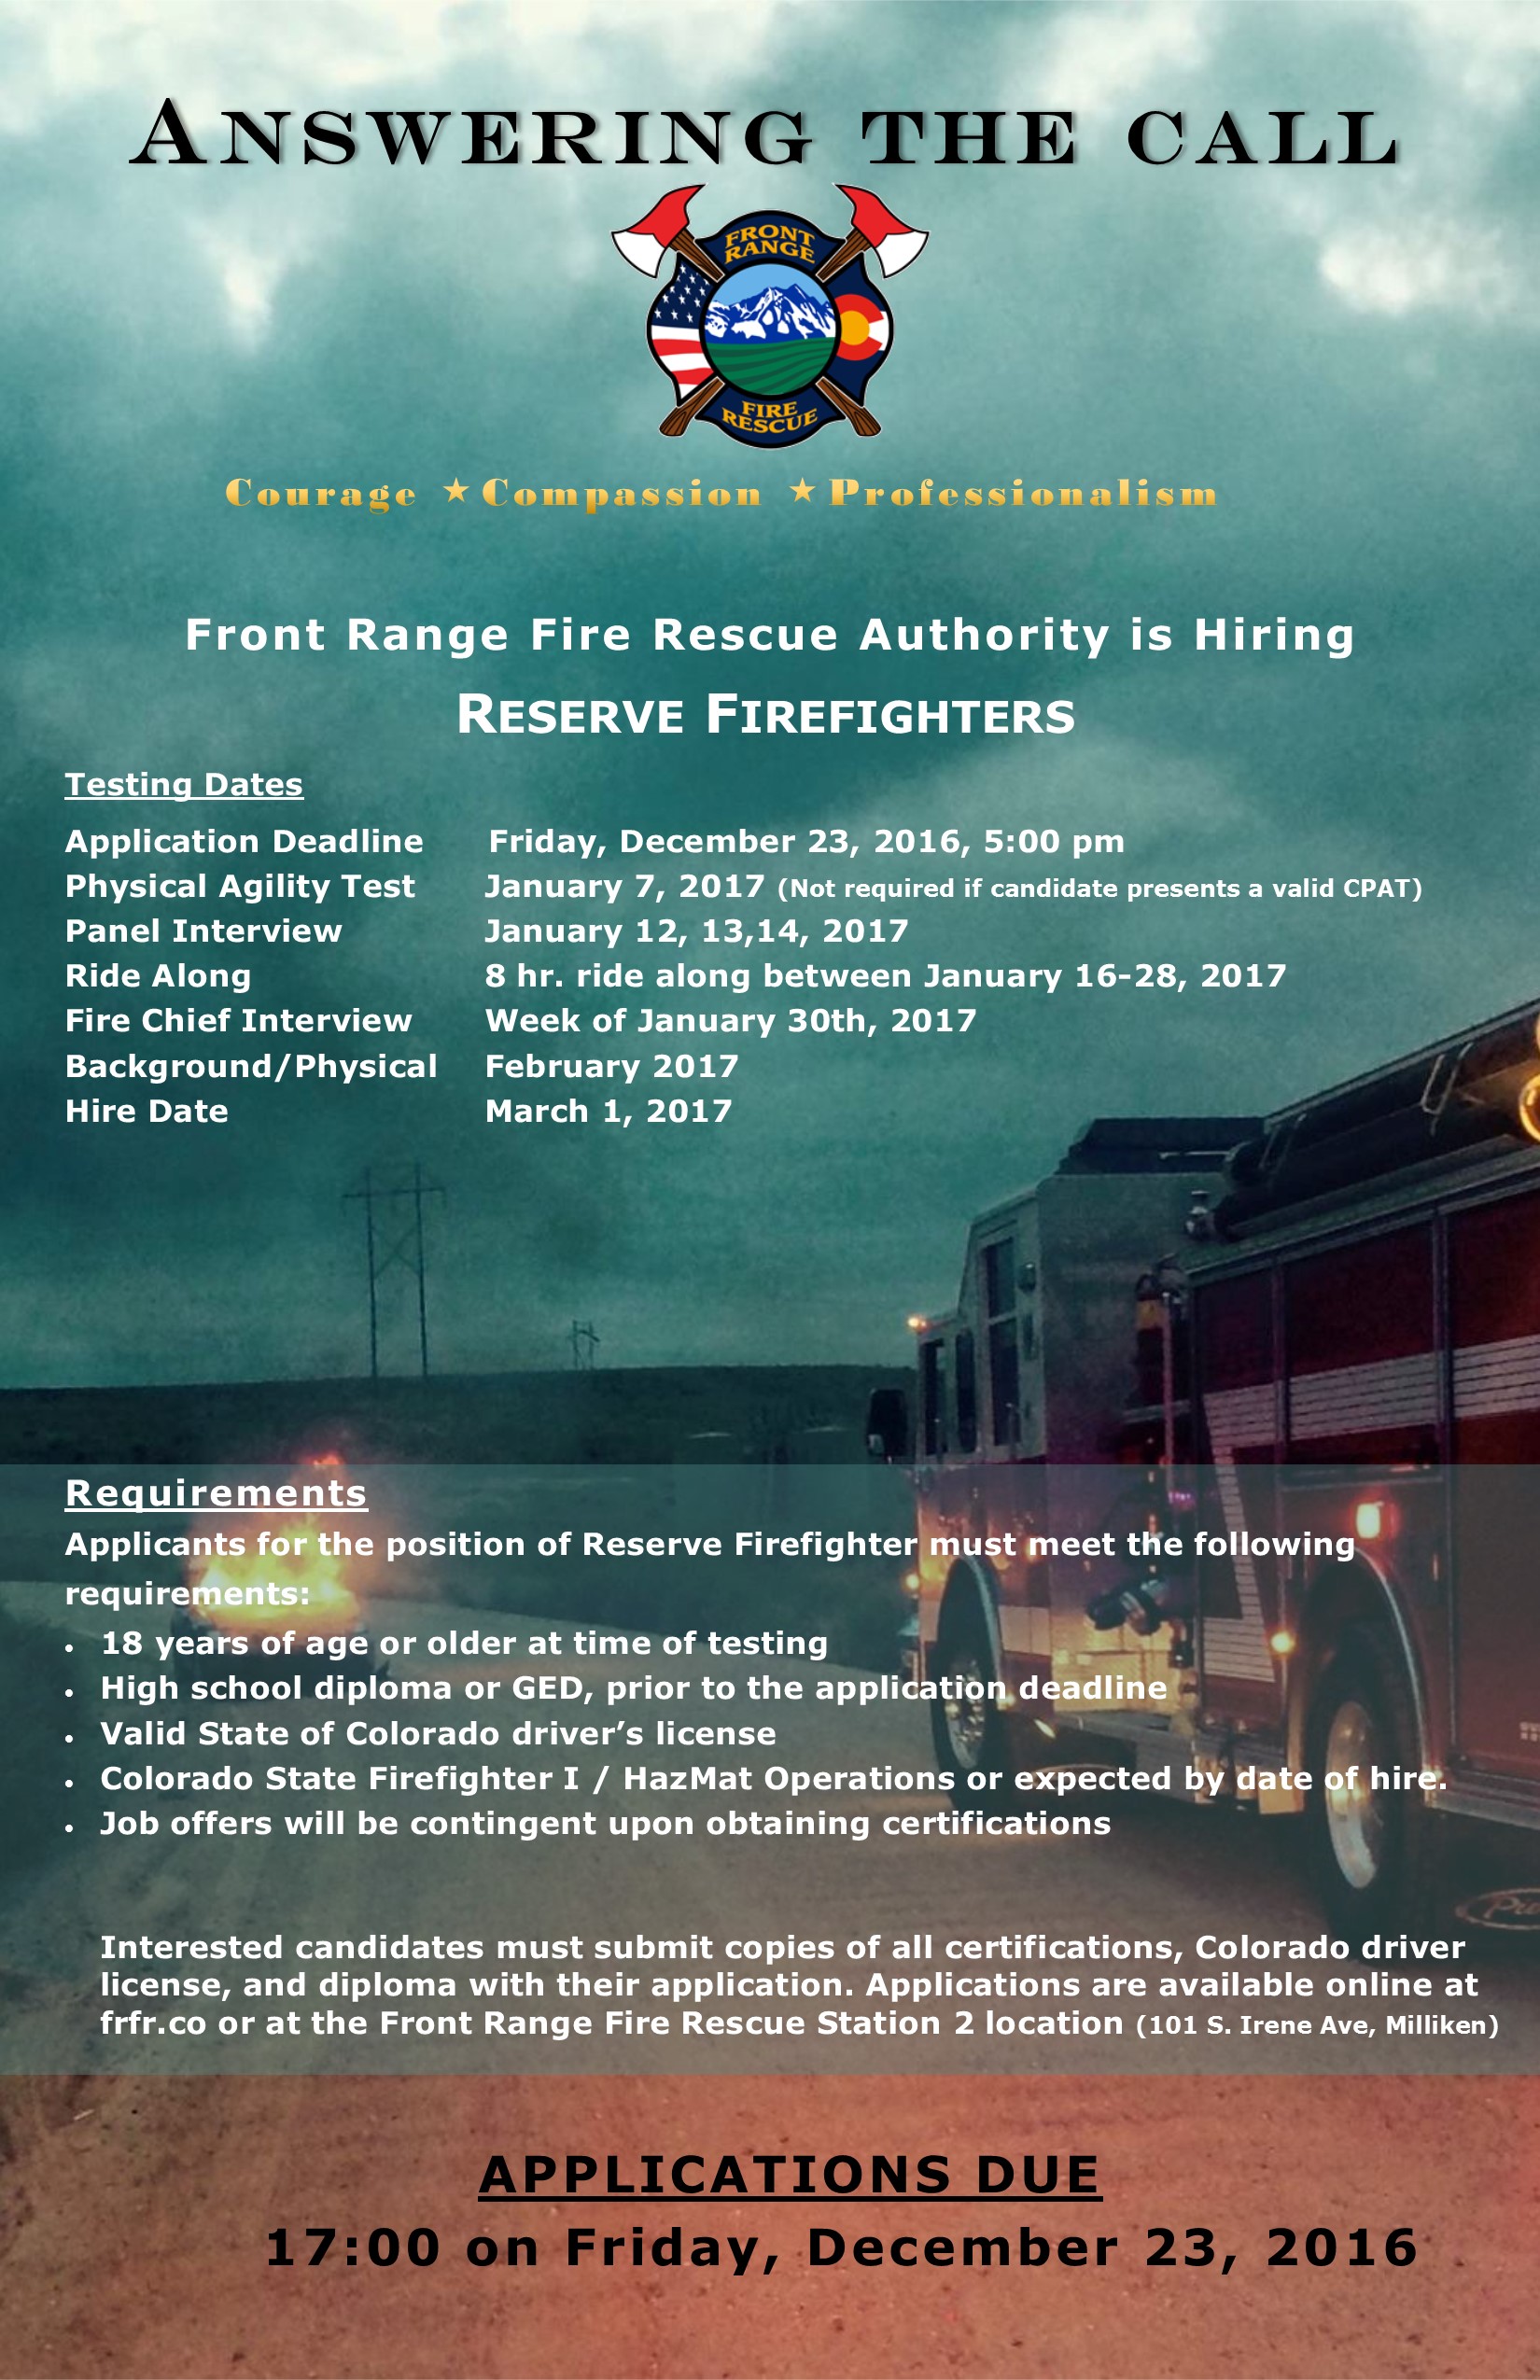 Answering the call
FRONT
RANGE
FIRE
RESCUE
Courage ★ Compassion ★ Professionalism
Front Range Fire Rescue Authority is Hiring
Reserve Firefighters
Testing Dates
Application Deadline Friday, December 23, 2016, 5:00 pm
Physical Agility Test January 7, 2017 (Not required if candidate presents a valid CPAT)
Panel Interview January 12, 13,14, 2017
Ride Along 8 hr. ride along between January 16-28, 2017
Fire Chief Interview Week of January 30th, 2017
Background/Physical February 2017
Hire Date March 1, 2017
Requirements
Applicants for the position of Reserve Firefighter must meet the following
requirements:
• 18 years of age or older at time of testing
• High school diploma or GED, prior to the application deadline
• Valid State of Colorado driver’s license
• Colorado State Firefighter I / HazMat Operations or expected by date of hire.
• Job offers will be contingent upon obtaining certifications
Interested candidates must submit copies of all certifications, Colorado driver
license, and diploma with their application. Applications are available online at
frfr.co or at the Front Range Fire Rescue Station 2 location (101 S. Irene Ave, Milliken)
APPLICATIONS DUE
17:00 on Friday, December 23, 2016